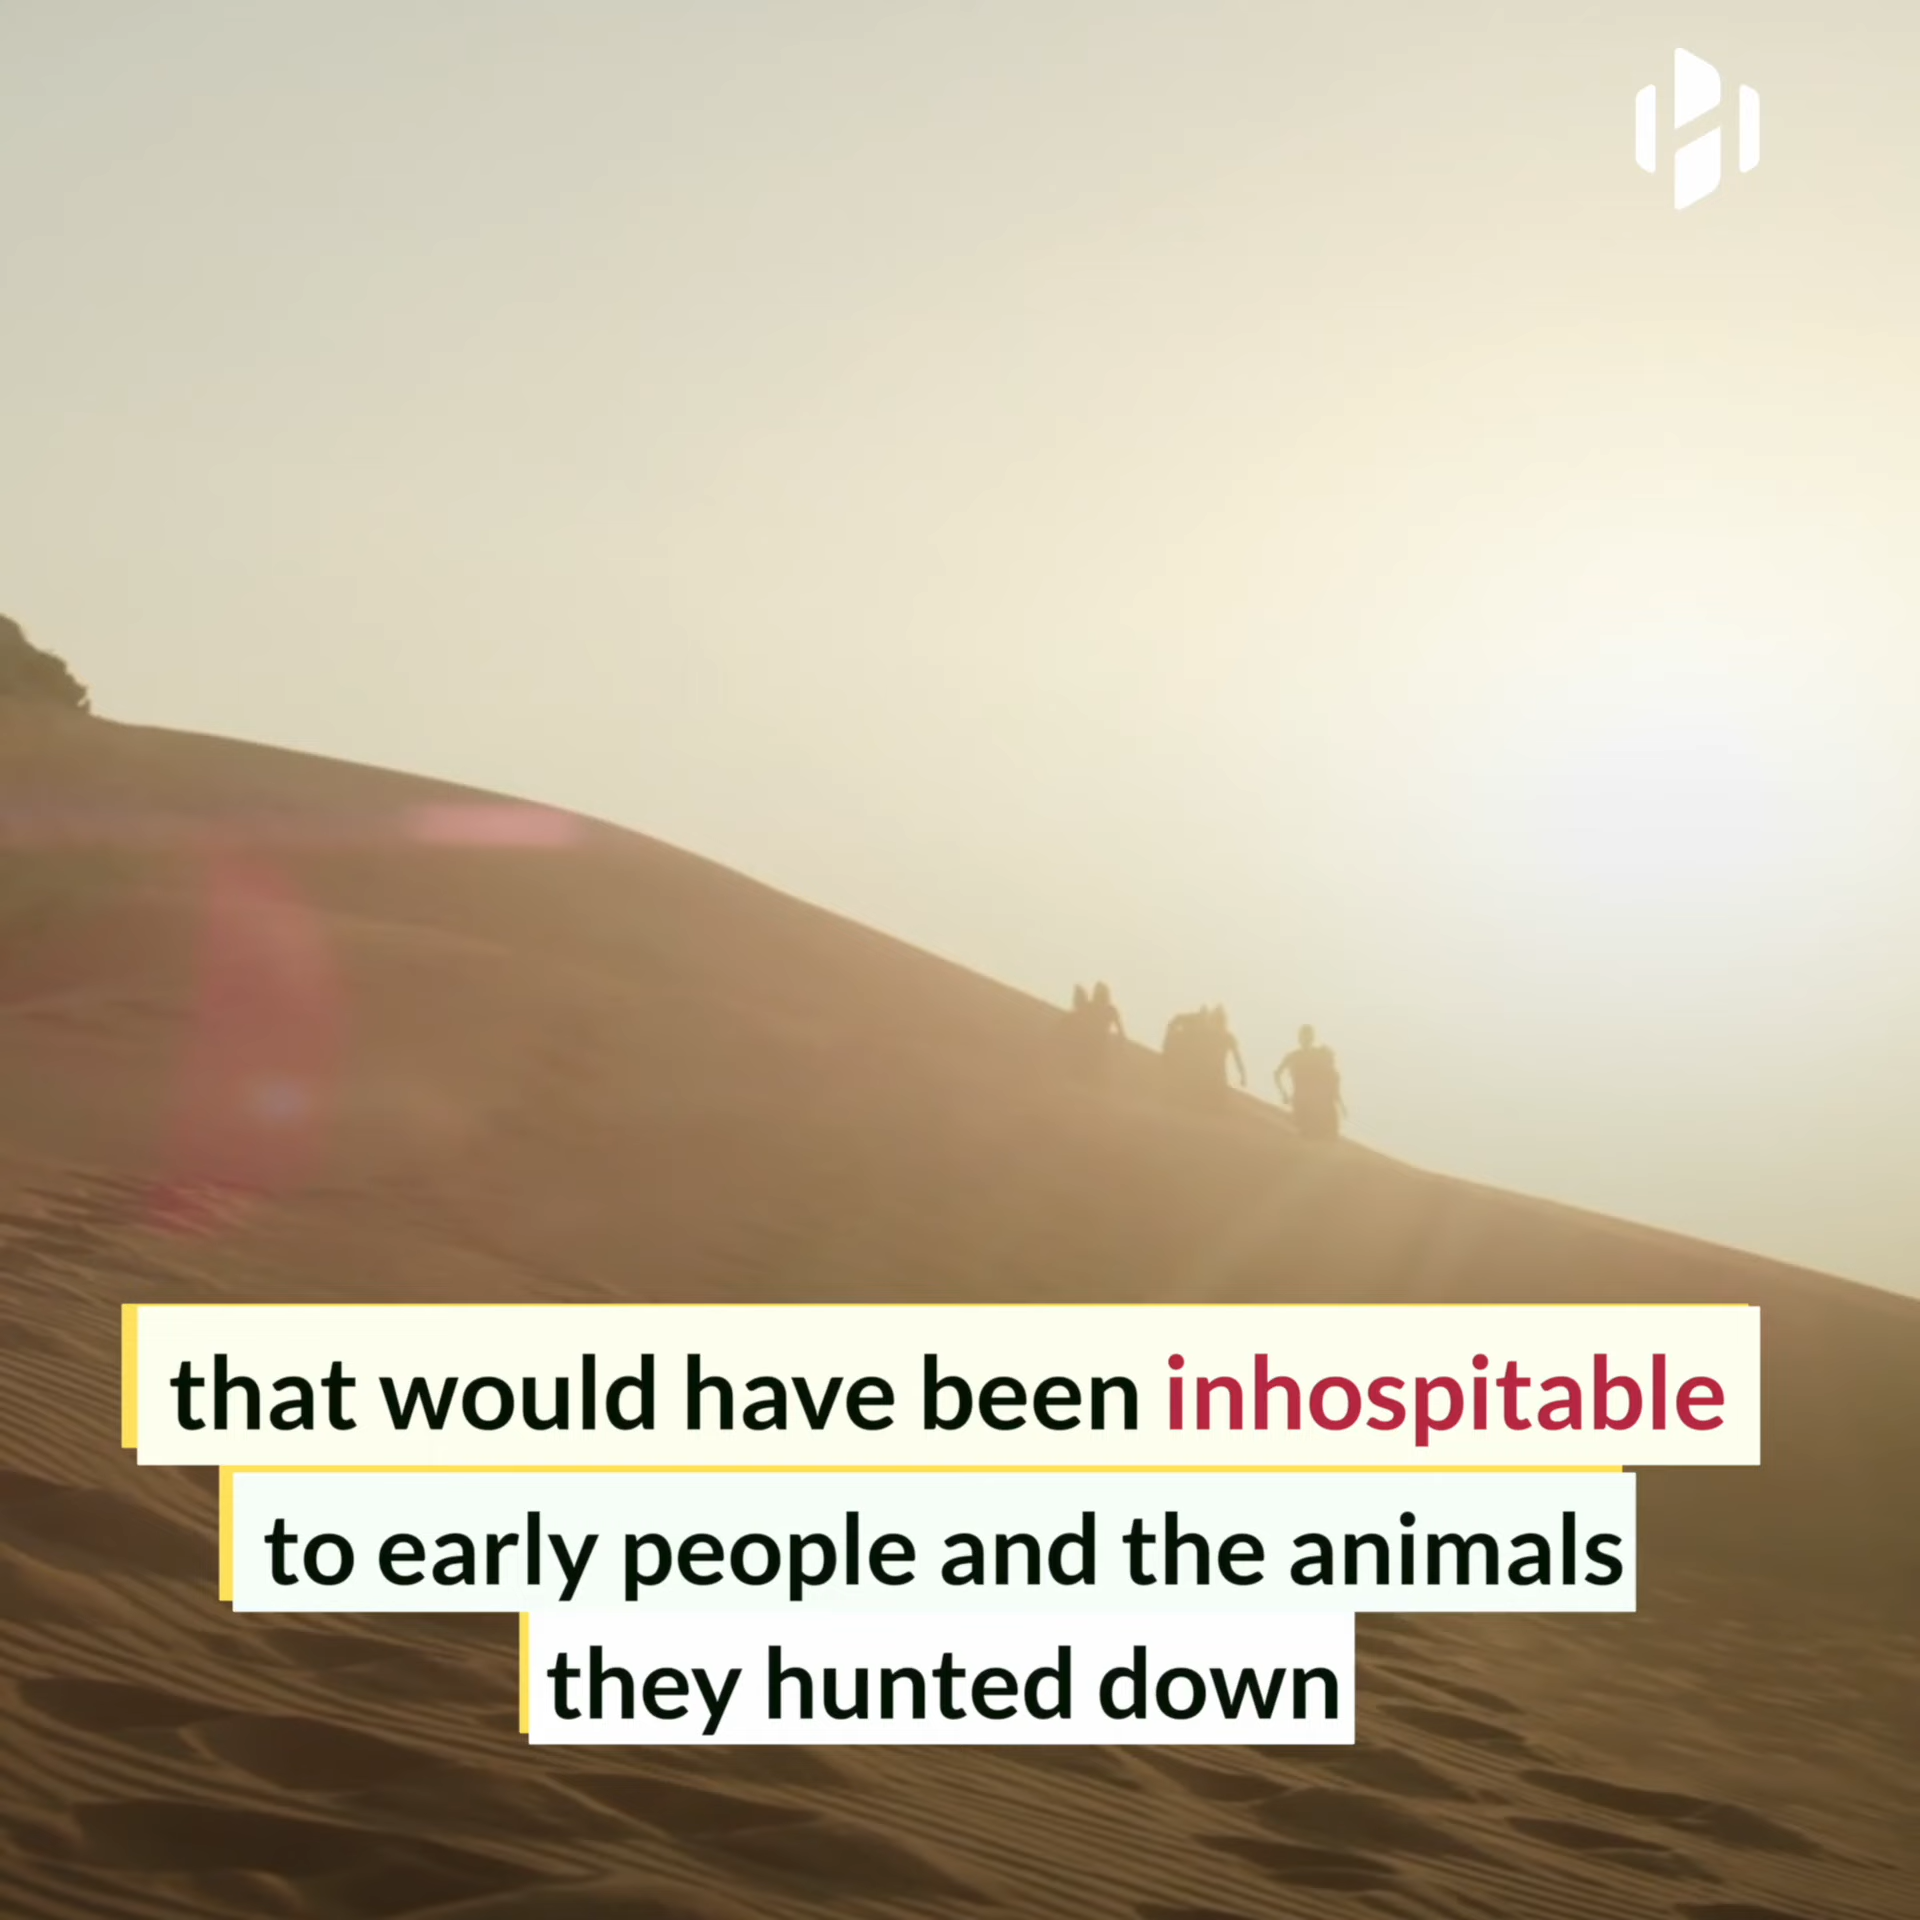 that would have been inhospitable
to early people and the animals
they hunted down